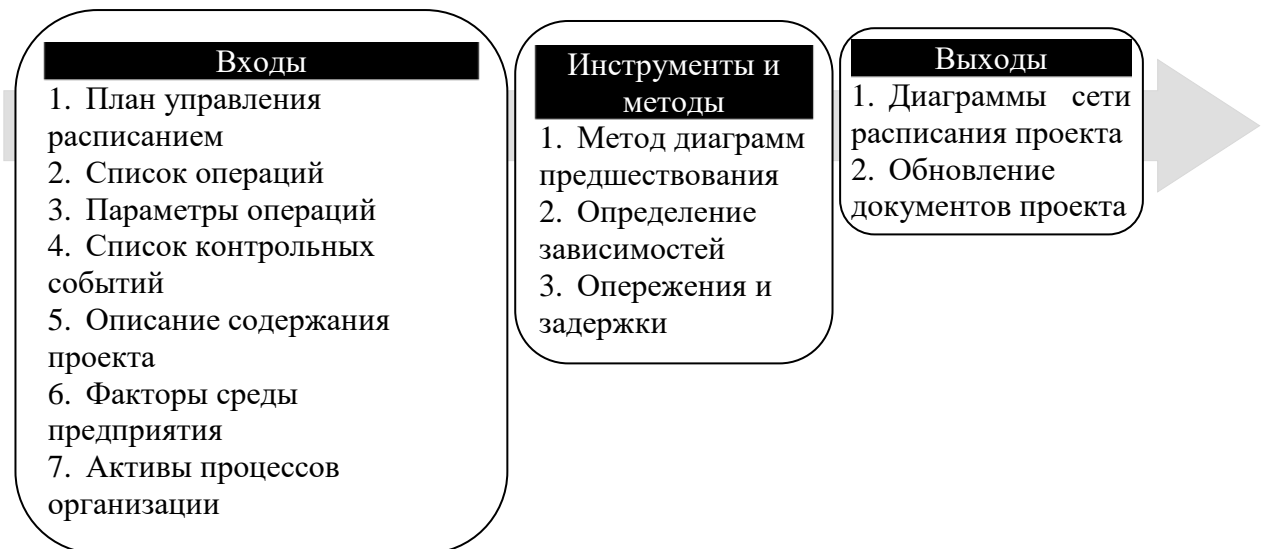 Входы
1. План управления
расписанием
2. Список операций
3. Параметры операций
4. Список контрольных
событий
5. Описание содержания
проекта
6. Факторы среды
предприятия
7. Активы процессов
организации
Инструменты и
методы
1. Метод диаграмм
предшествования
2. Определение
зависимостей
3. Опережения и
задержки
Выходы
1. Диаграммы сети
расписания проекта
2. Обновление
документов проекта